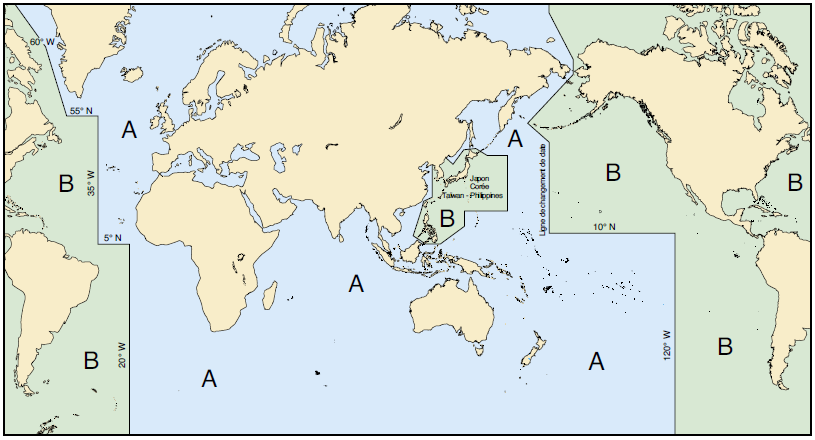 60° W
55° N
A
A
B
35° W
B
B
Japon
Corée
Taïwan - Philippines
B
Ligne de changement de date
10° N
5° N
A
20° W
B
A
A
120° W
B